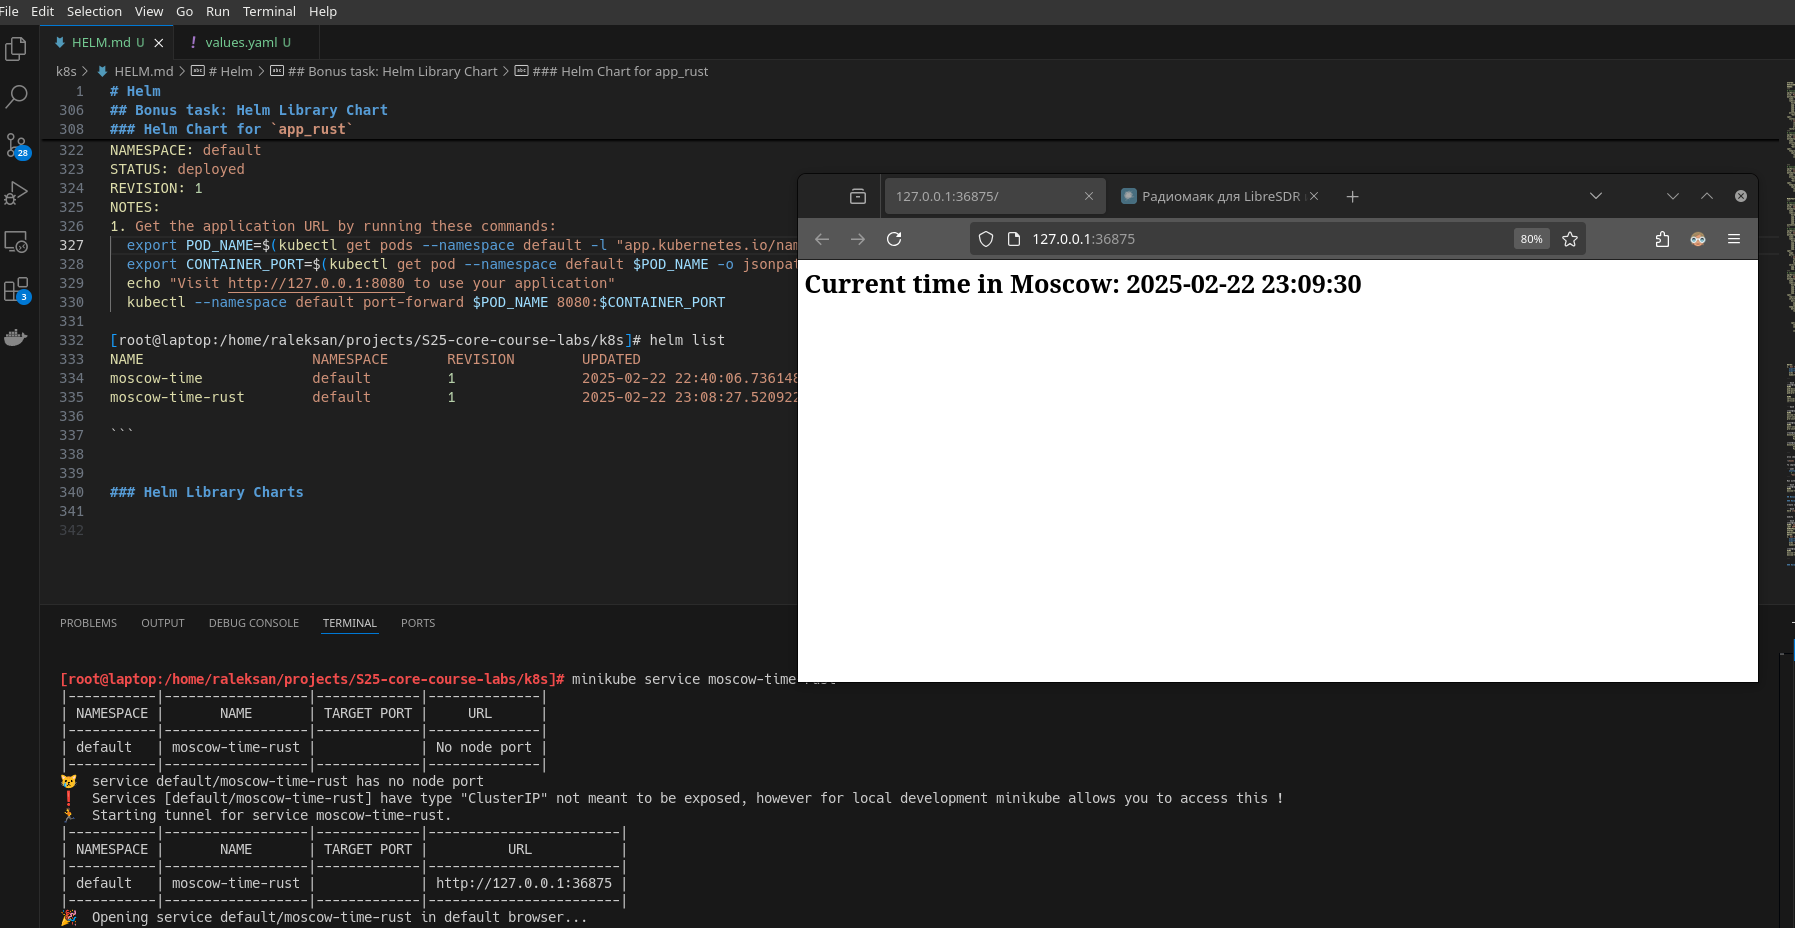 File Edit Selection View Go Run Terminal Help
HELM.md U values.yaml U
k8s > HELM.md > # Helm > ## Bonus task: Helm Library Chart > ### Helm Chart for app_rust
1 # Helm
306 ## Bonus task: Helm Library Chart
308 ### Helm Chart for `app_rust`
322 NAMESPACE: default
323 STATUS: deployed
324 REVISION: 1
325 NOTES:
326 1. Get the application URL by running these commands:
327 export POD_NAME=$(kubectl get pods --namespace default -l "app.kubernetes.io/nam
328 export CONTAINER_PORT=$(kubectl get pod --namespace default $POD_NAME -o jsonpat
329 echo "Visit http://127.0.0.1:8080 to use your application"
330 kubectl --namespace default port-forward $POD_NAME 8080:$CONTAINER_PORT
331
332 [root@laptop:/home/raleksan/projects/S25-core-course-labs/k8s]# helm list
333 NAME NAMESPACE REVISION UPDATED
334 moscow-time default 1 2025-02-22 22:40:06.736148
335 moscow-time-rust default 1 2025-02-22 23:08:27.520922
336
337 ```
338
339
340 ### Helm Library Charts
341
342
28
3
127.0.0.1:36875/ Радиомаяк для LibreSDR
127.0.0.1:36875 80%
Current time in Moscow: 2025-02-22 23:09:30
PROBLEMS OUTPUT DEBUG CONSOLE TERMINAL PORTS
[root@laptop:/home/raleksan/projects/S25-core-course-labs/k8s]# minikube service moscow-time-rust
|-----------|------------------|-------------|--------------|
| NAMESPACE | NAME | TARGET PORT | URL |
|-----------|------------------|-------------|--------------|
| default | moscow-time-rust | | No node port |
|-----------|------------------|-------------|--------------|
😿 service default/moscow-time-rust has no node port
❗ Services [default/moscow-time-rust] have type "ClusterIP" not meant to be exposed, however for local development minikube allows you to access this !
🏃 Starting tunnel for service moscow-time-rust.
|-----------|------------------|-------------|------------------------|
| NAMESPACE | NAME | TARGET PORT | URL |
|-----------|------------------|-------------|------------------------|
| default | moscow-time-rust | | http://127.0.0.1:36875 |
|-----------|------------------|-------------|------------------------|
🎉 Opening service default/moscow-time-rust in default browser...